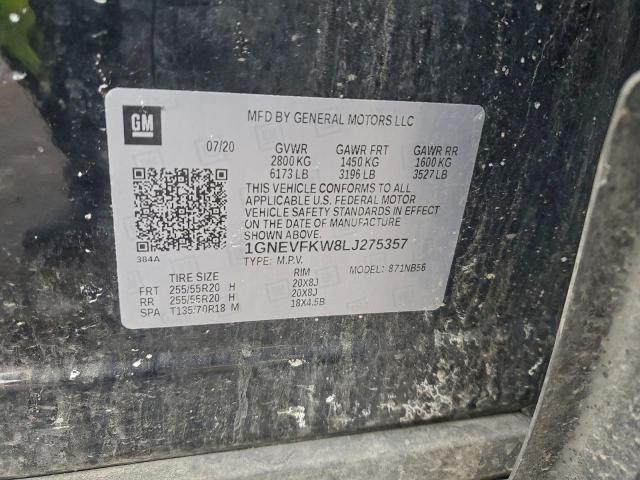 GM
MFD BY GENERAL MOTORS LLC
07/20 GVWR GAWR FRT GAWR RR
2800 KG 1450 KG 1600 KG
6173 LB 3196 LB 3527 LB
THIS VEHICLE CONFORMS TO ALL
APPLICABLE U.S. FEDERAL MOTOR
VEHICLE SAFETY STANDARDS IN EFFECT
ON THE DATE OF MANUFACTURE
SHOWN ABOVE.
1GNEVFKW8LJ275357
384A
TYPE: M.P.V. MODEL: 871NB56
TIRE SIZE RIM
FRT 255/55R20 H 20X8J
RR 255/55R20 H 20X8J
SPA T135/70R18 M 18X4.5B